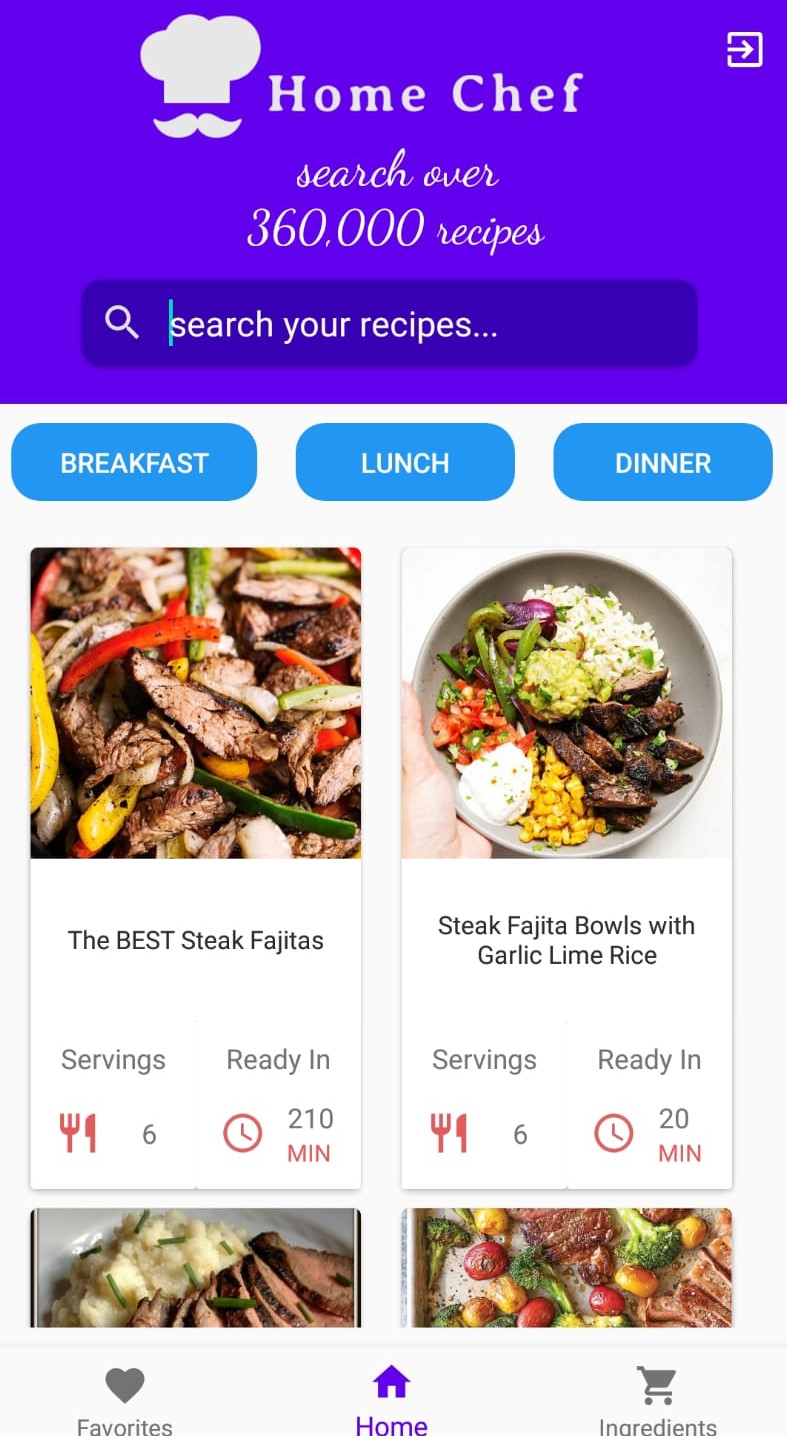 Home Chef
search over
360,000 recipes
search your recipes...
BREAKFAST
LUNCH
DINNER
The BEST Steak Fajitas
Steak Fajita Bowls with
Garlic Lime Rice
Servings
Ready In
Servings
Ready In
6
210
MIN
6
20
MIN
Favorites
Home
Ingredients